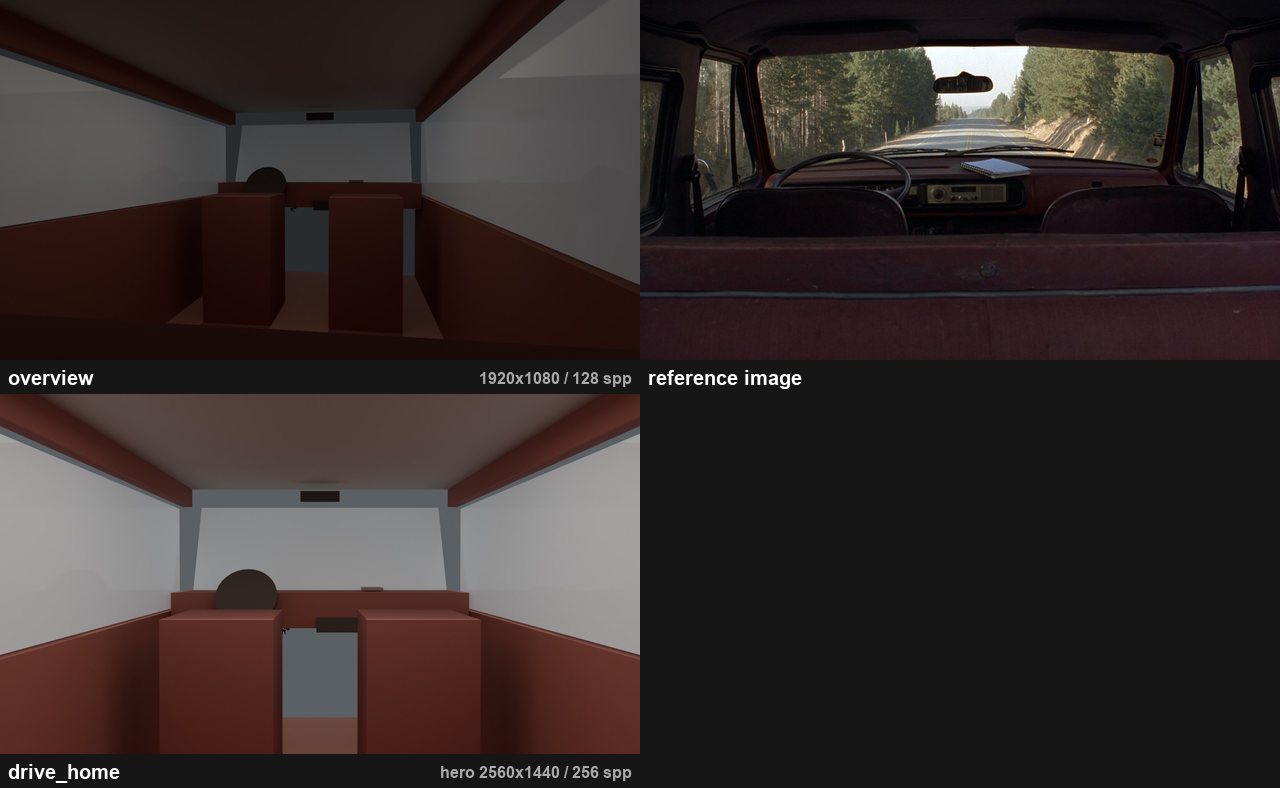 overview
1920x1080 / 128 spp
reference image
drive_home
hero 2560x1440 / 256 spp